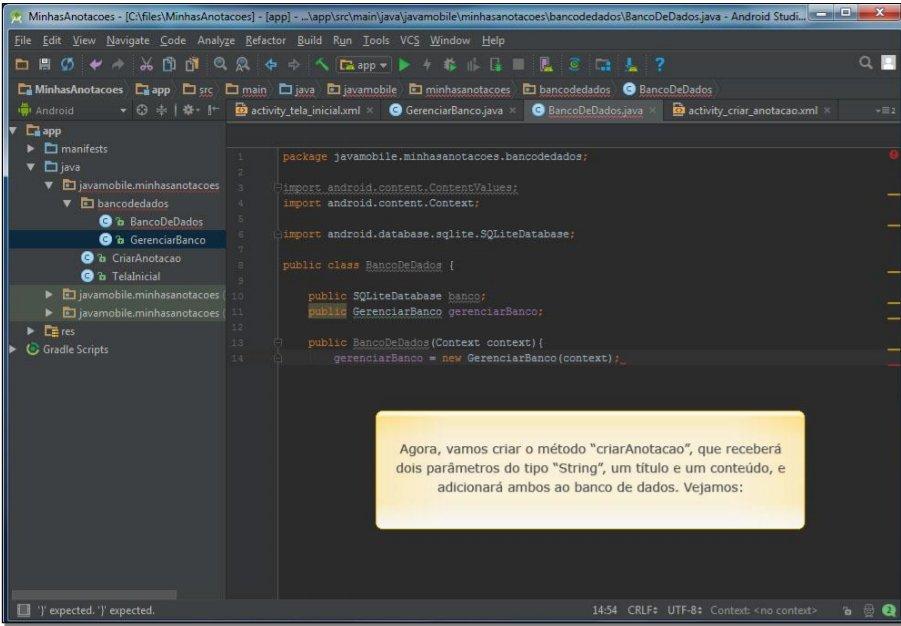 MinhasAnotacoes - [C:\files\MinhasAnotacoes] - [app] - ...\app\src\main\java\javamobile\minhasanotacoes\bancodedados\BancoDeDados.java - Android Studi...
File Edit View Navigate Code Analyze Refactor Build Run Tools VCS Window Help
app
MinhasAnotacoes app src main java javamobile minhasanotacoes bancodedados BancoDeDados
Android activity_tela_inicial.xml GerenciarBanco.java BancoDeDados.java activity_criar_anotacao.xml 2
app
manifests
java
javamobile.minhasanotacoes
bancodedados
BancoDeDados
GerenciarBanco
CriarAnotacao
TelaInicial
javamobile.minhasanotacoes (
javamobile.minhasanotacoes (
res
Gradle Scripts
1 package javamobile.minhasanotacoes.bancodedados;
2
3 import android.content.ContentValues;
4 import android.content.Context;
5
6 import android.database.sqlite.SQLiteDatabase;
7
8 public class BancoDeDados {
9
10 public SQLiteDatabase banco;
11 public GerenciarBanco gerenciarBanco;
12
13 public BancoDeDados(Context context){
14 gerenciarBanco = new GerenciarBanco(context);
Agora, vamos criar o método “criarAnotacao”, que receberá
dois parâmetros do tipo “String”, um título e um conteúdo, e
adicionará ambos ao banco de dados. Vejamos:
'}' expected. '}' expected. 14:54 CRLF UTF-8 Context: <no context> 2